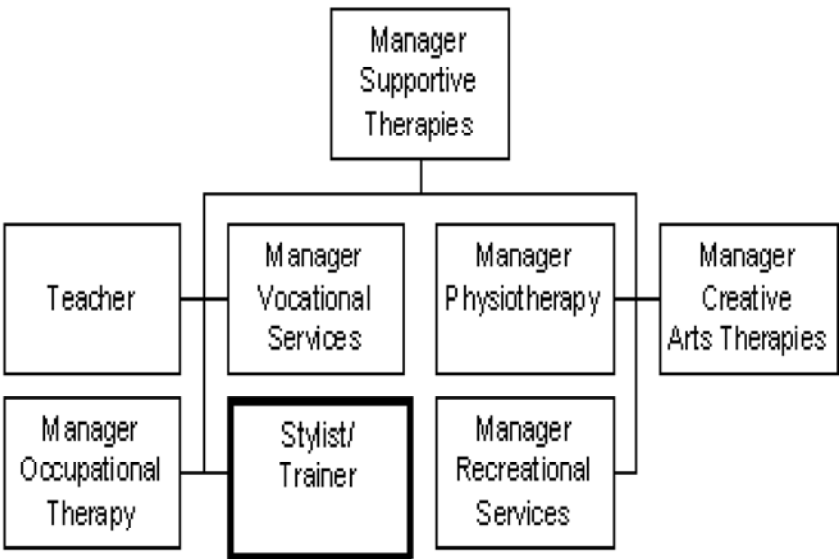 Manager
Supportive
Therapies
Teacher
Manager
Vocational
Services
Manager
Physiotherapy
Manager
Creative
Arts Therapies
Manager
Occupational
Therapy
Stylist/
Trainer
Manager
Recreational
Services